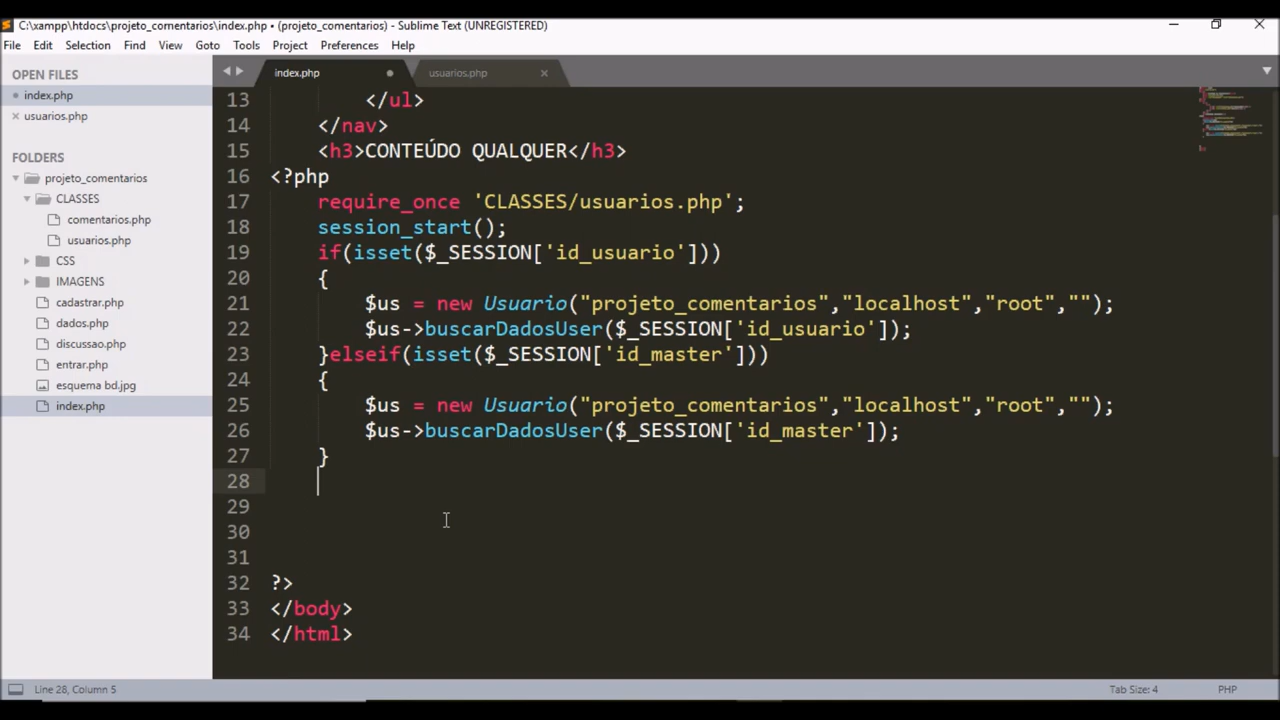 C:\xampp\htdocs\projeto_comentarios\index.php • (projeto_comentarios) - Sublime Text (UNREGISTERED)
File Edit Selection Find View Goto Tools Project Preferences Help
OPEN FILES
index.php
usuarios.php
FOLDERS
projeto_comentarios
CLASSES
comentarios.php
usuarios.php
CSS
IMAGENS
cadastrar.php
dados.php
discussao.php
entrar.php
esquema bd.jpg
index.php
index.php usuarios.php
13 </ul>
14 </nav>
15 <h3>CONTEÚDO QUALQUER</h3>
16 <?php
17 require_once 'CLASSES/usuarios.php';
18 session_start();
19 if(isset($_SESSION['id_usuario']))
20 {
21 $us = new Usuario("projeto_comentarios","localhost","root","");
22 $us->buscarDadosUser($_SESSION['id_usuario']);
23 }elseif(isset($_SESSION['id_master']))
24 {
25 $us = new Usuario("projeto_comentarios","localhost","root","");
26 $us->buscarDadosUser($_SESSION['id_master']);
27 }
28
29
30
31
32 ?>
33 </body>
34 </html>
Line 28, Column 5 Tab Size: 4 PHP